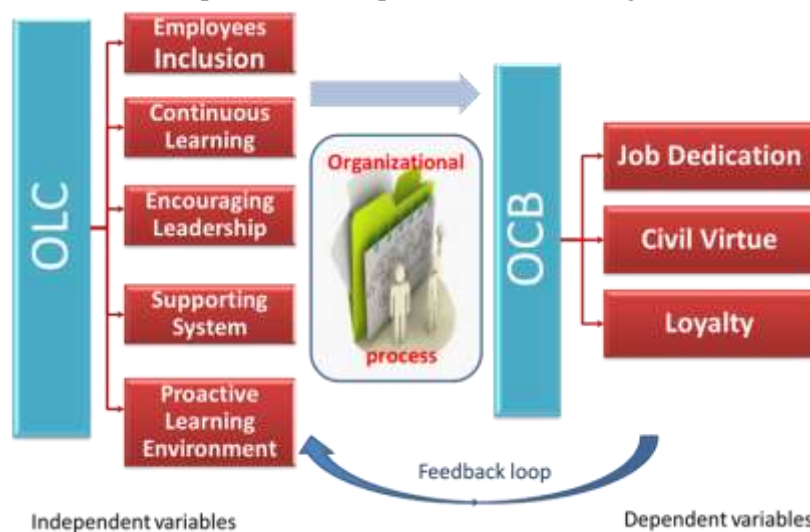 OLC
Employees
Inclusion
Continuous
Learning
Encouraging
Leadership
Supporting
System
Proactive
Learning
Environment
Organizational
process
OCB
Job Dedication
Civil Virtue
Loyalty
Feedback loop
Independent variables
Dependent variables